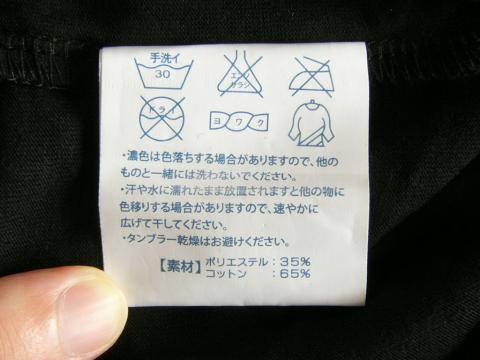 手洗イ
30
エンソ
サラシ
ドライ
ヨワク
・濃色は色落ちする場合がありますので、他の
ものと一緒には洗わないでください。
・汗や水に濡れたまま放置されますと他の物に
色移りする場合がありますので、速やかに
広げて干してください。
・タンブラー乾燥はお避けください。
【素材】ポリエステル：35%
コットン：65%